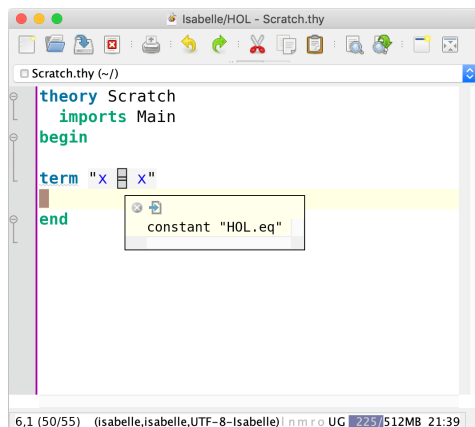 Isabelle/HOL - Scratch.thy
Scratch.thy (~/)
theory Scratch
imports Main
begin
term "x = x"
constant "HOL.eq"
end
6,1 (50/55) (isabelle,isabelle,UTF-8-Isabelle) n m r o UG 225/512MB 21:39